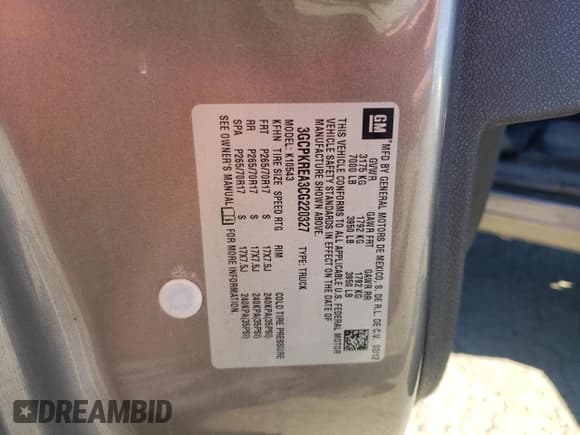 GM
MFD BY GENERAL MOTORS DE MEXICO, S. DE R.L. DE C.V. 02/12
GVWR GAWR FRT GAWR RR
3175 KG 1792 KG 1792 KG
7000 LB 3950 LB 3950 LB
THIS VEHICLE CONFORMS TO ALL APPLICABLE U.S. FEDERAL MOTOR
VEHICLE SAFETY STANDARDS IN EFFECT ON THE DATE OF
MANUFACTURE SHOWN ABOVE.
3GCPKREA3CG220327 TYPE: TRUCK
MODEL: K10543
KFHN TIRE SIZE SPEED RTG RIM COLD TIRE PRESSURE
FRT P265/70R17 S 17X7.5J 240KPA(35PSI)
RR P265/70R17 S 17X7.5J 240KPA(35PSI)
SPA P265/70R17 S 17X7.5J 240KPA(35PSI)
SEE OWNER'S MANUAL FOR MORE INFORMATION.
DREAMBID